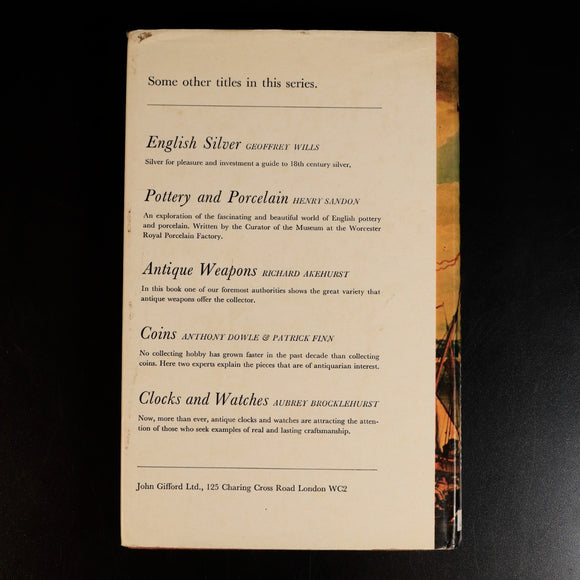 Some other titles in this series.
English Silver GEOFFREY WILLS
Silver for pleasure and investment a guide to 18th century silver.
Pottery and Porcelain HENRY SANDON
An exploration of the fascinating and beautiful world of English pottery
and porcelain. Written by the Curator of the Museum at the Worcester
Royal Porcelain Factory.
Antique Weapons RICHARD AKEHURST
In this book one of our foremost authorities shows the great variety that
antique weapons offer the collector.
Coins ANTHONY DOWLE & PATRICK FINN
No collecting hobby has grown faster in the past decade than collecting
coins. Here two experts explain the pieces that are of antiquarian interest.
Clocks and Watches AUBREY BROCKLEHURST
Now, more than ever, antique clocks and watches are attracting the atten-
tion of those who seek examples of real and lasting craftsmanship.
John Gifford Ltd., 125 Charing Cross Road London WC2